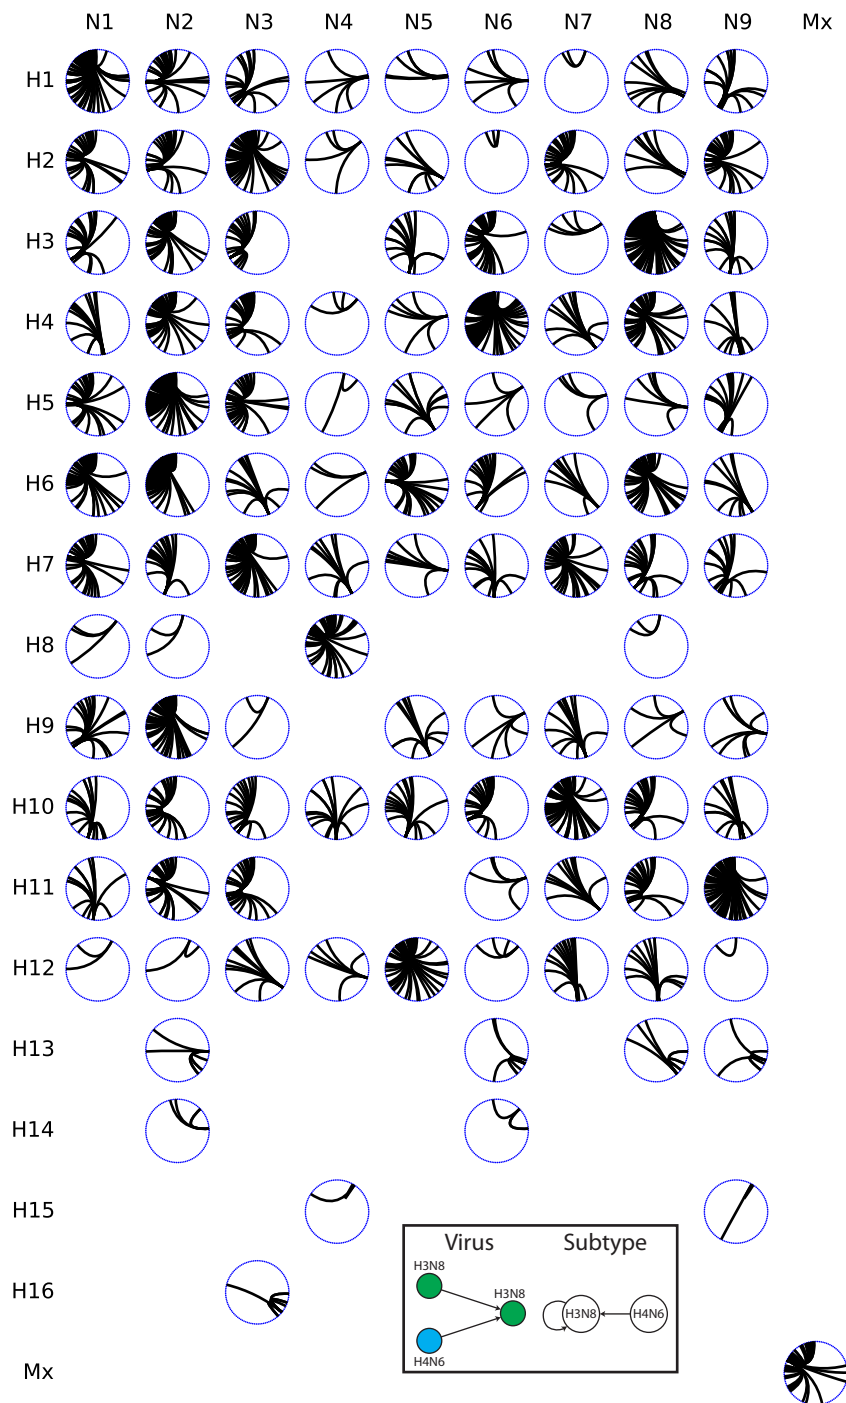 N1 N2 N3 N4 N5 N6 N7 N8 N9 Mx
H1
H2
H3
H4
H5
H6
H7
H8
H9
H10
H11
H12
H13
H14
H15
H16
Mx
Virus Subtype
H3N8
H3N8
H3N8 H4N6
H4N6